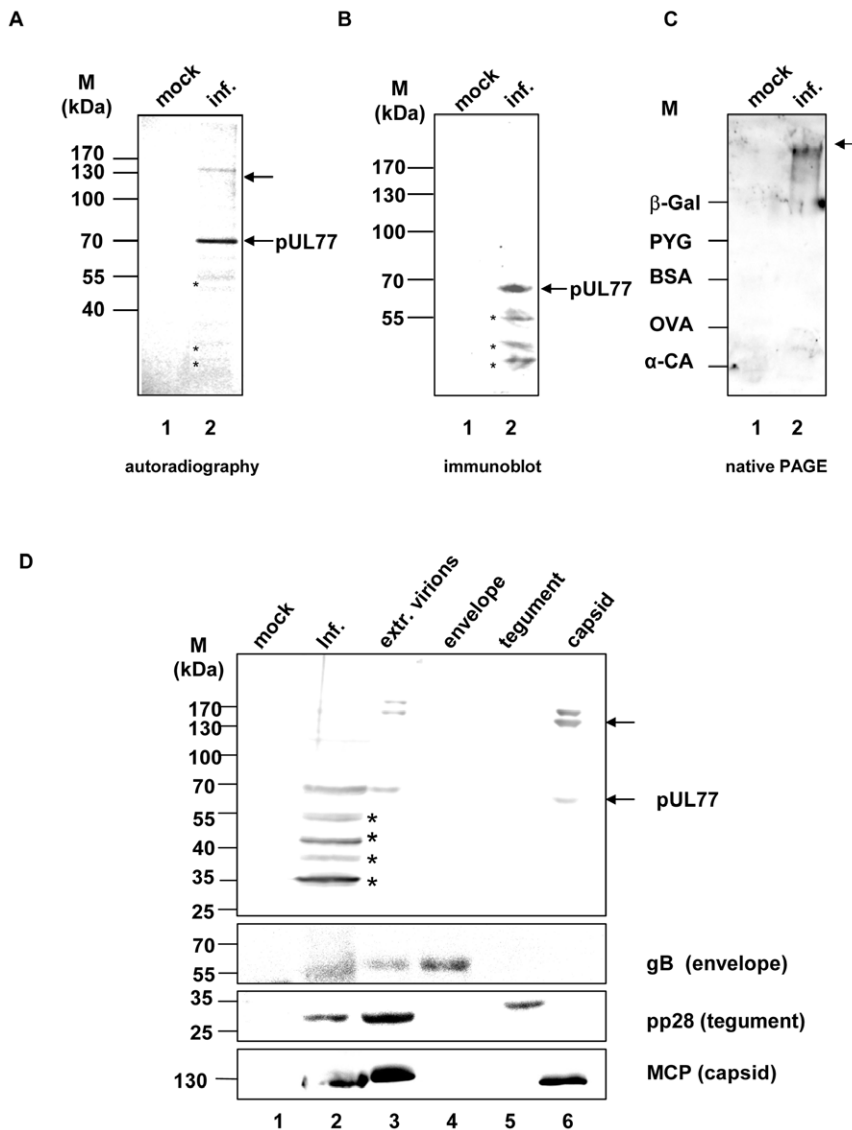 A
M
(kDa)
mock
inf.
170
130
100
70
55
40
pUL77
*
*
*
1 2
autoradiography
B
M
(kDa)
mock
inf.
170
130
100
70
55
pUL77
*
*
*
1 2
immunoblot
C
M
mock
inf.
β-Gal
PYG
BSA
OVA
α-CA
1 2
native PAGE
D
M
(kDa)
mock
Inf.
extr. virions
envelope
tegument
capsid
170
130
100
70
55
40
35
25
*
*
*
*
pUL77
70
55
gB (envelope)
35
25
pp28 (tegument)
130
MCP (capsid)
1 2 3 4 5 6